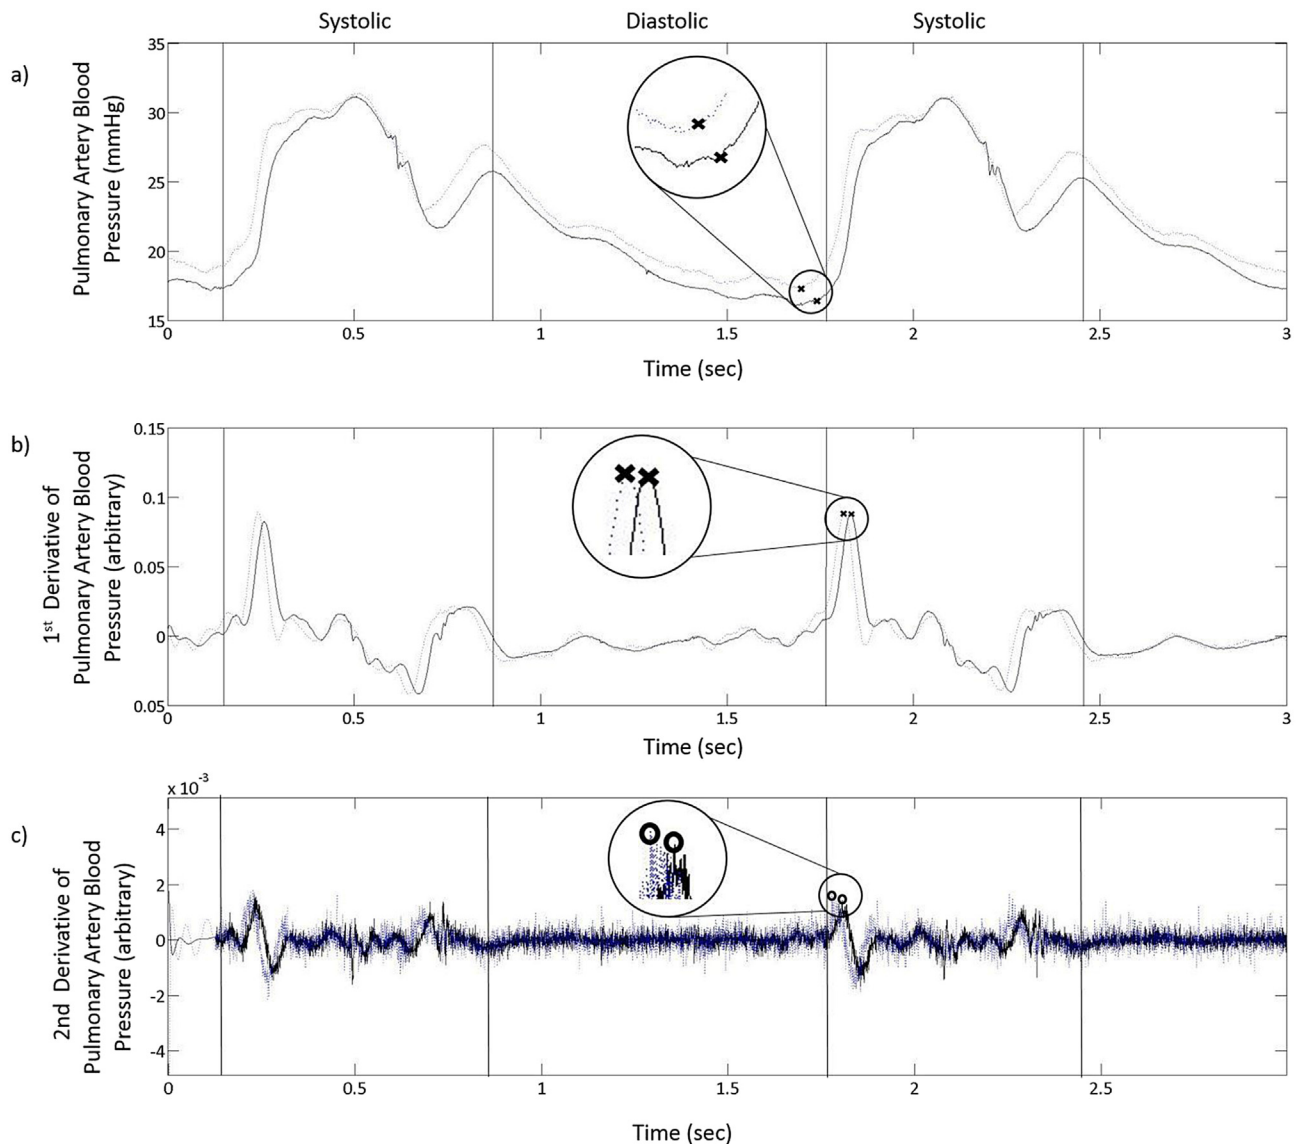 Systolic Diastolic Systolic
a)
Pulmonary Artery Blood
Pressure (mmHg)
35
30
25
20
15
0 0.5 1 1.5 2 2.5 3
Time (sec)
b)
1st Derivative of
Pulmonary Artery Blood
Pressure (arbitrary)
0.15
0.1
0.05
0
0.05
0 0.5 1 1.5 2 2.5 3
Time (sec)
c)
2nd Derivative of
Pulmonary Artery Blood
Pressure (arbitrary)
x 10-3
4
2
0
-2
-4
0 0.5 1 1.5 2 2.5
Time (sec)